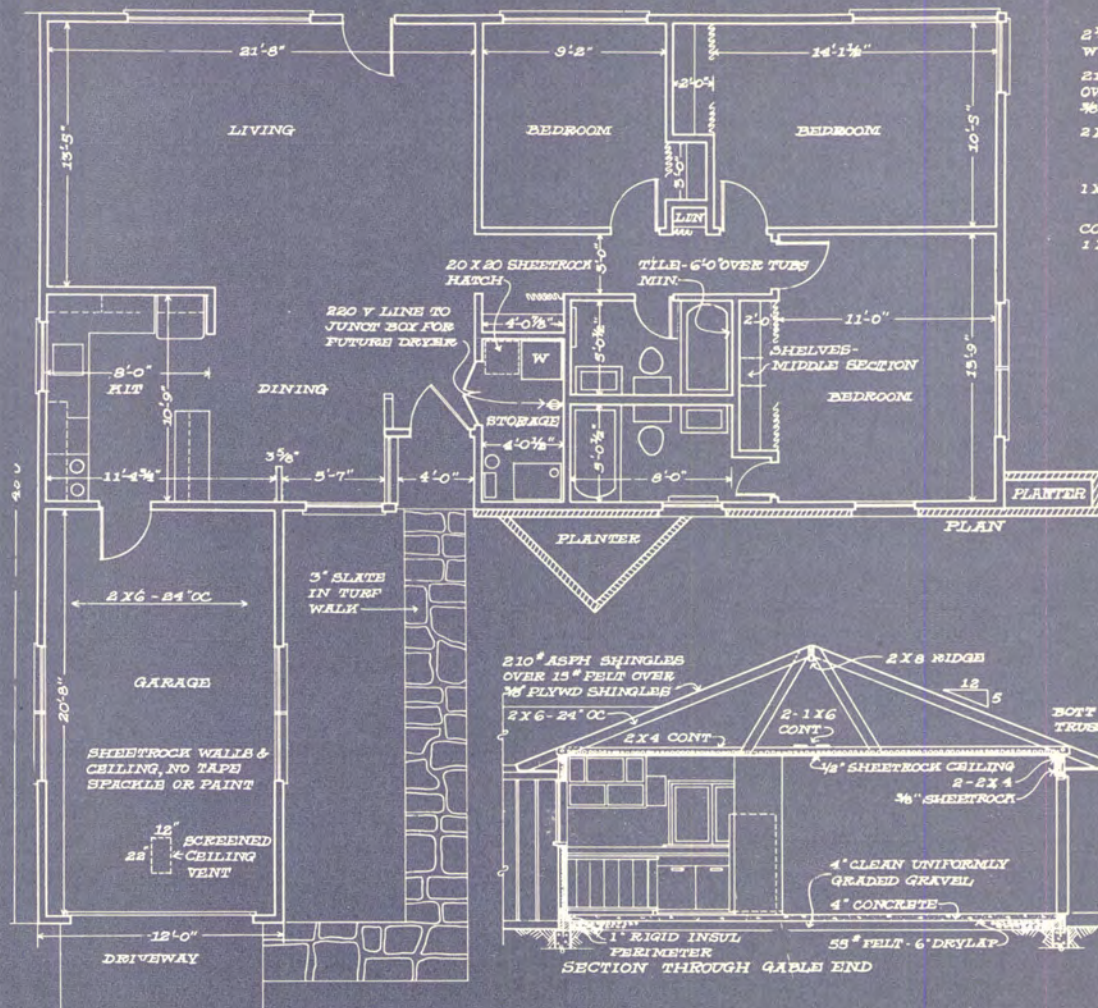 21'-8"
9'-2"
14'-1½"
2'-0"
13'-5"
LIVING
BEDROOM
BEDROOM
10'-5"
3'-0"
LIN
20 X 20 SHEETROCK
HATCH
3'-0"
TILE-6'-0" OVER TUBS
MIN.
220 V LINE TO
JUNCT BOX FOR
FUTURE DRYER
4'-0⅞"
5'-0½"
2'-0"
11'-0"
W
SHELVES-
MIDDLE SECTION
13'-9"
8'-0"
KIT
10'-9"
DINING
STORAGE
BEDROOM
4'-0½"
5'-0½"
8'-0"
3⅝"
11'-4¾"
5'-7"
4'-0"
PLANTER
PLAN
PLANTER
2 X 6 - 24" OC
3" SLATE
IN TURF
WALK
GARAGE
20'-8"
SHEETROCK WALLS &
CEILING, NO TAPE
SPACKLE OR PAINT
12"
22"
SCREENED
CEILING
VENT
12'-0"
DRIVEWAY
210# ASPH SHINGLES
OVER 15# FELT OVER
⅜" PLYWD SHINGLES
2 X 8 RIDGE
12
5
2 X 6 - 24" OC
2 X 4 CONT
2 - 1 X 6
CONT
BOTT
TRUS
½" SHEETROCK CEILING
2 - 2 X 4
⅜" SHEETROCK
4" CLEAN UNIFORMLY
GRADED GRAVEL
4" CONCRETE
1" RIGID INSUL
PERIMETER
55# FELT - 6" DRYLAP
SECTION THROUGH GABLE END